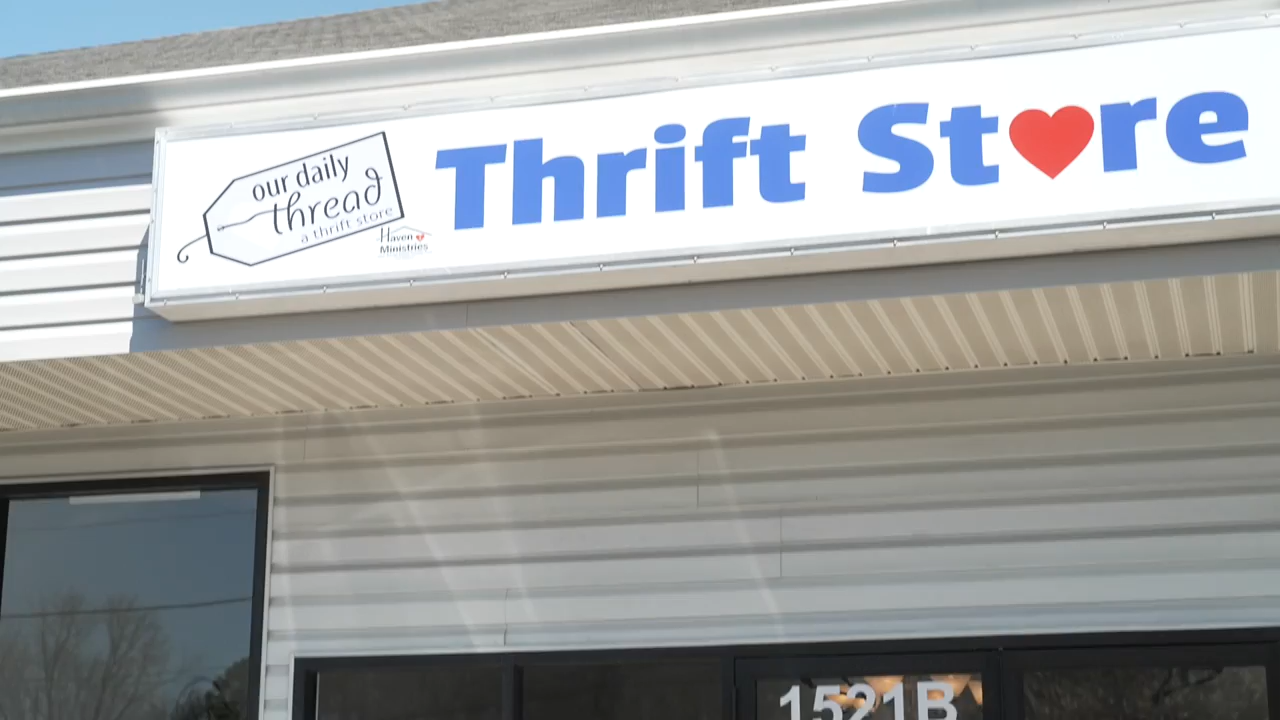 our daily
thread
a thrift store
Haven
Ministries
Thrift St❤re
1521B